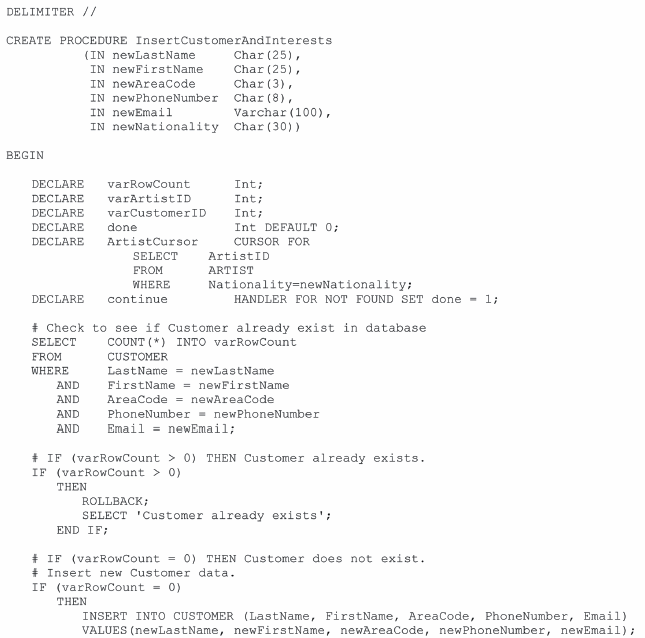 DELIMITER //
CREATE PROCEDURE InsertCustomerAndInterests
(IN newLastName Char(25),
IN newFirstName Char(25),
IN newAreaCode Char(3),
IN newPhoneNumber Char(8),
IN newEmail Varchar(100),
IN newNationality Char(30))
BEGIN
DECLARE varRowCount Int;
DECLARE varArtistID Int;
DECLARE varCustomerID Int;
DECLARE done Int DEFAULT 0;
DECLARE ArtistCursor CURSOR FOR
SELECT ArtistID
FROM ARTIST
WHERE Nationality=newNationality;
DECLARE continue HANDLER FOR NOT FOUND SET done = 1;
# Check to see if Customer already exist in database
SELECT COUNT(*) INTO varRowCount
FROM CUSTOMER
WHERE LastName = newLastName
AND FirstName = newFirstName
AND AreaCode = newAreaCode
AND PhoneNumber = newPhoneNumber
AND Email = newEmail;
# IF (varRowCount > 0) THEN Customer already exists.
IF (varRowCount > 0)
THEN
ROLLBACK;
SELECT 'Customer already exists';
END IF;
# IF (varRowCount = 0) THEN Customer does not exist.
# Insert new Customer data.
IF (varRowCount = 0)
THEN
INSERT INTO CUSTOMER (LastName, FirstName, AreaCode, PhoneNumber, Email)
VALUES(newLastName, newFirstName, newAreaCode, newPhoneNumber, newEmail);